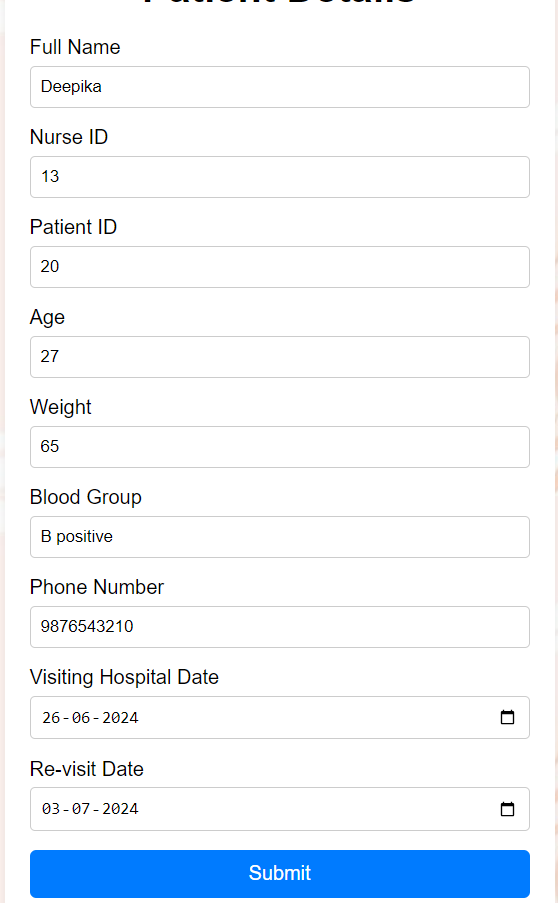 Patient Details
Full Name
Deepika
Nurse ID
13
Patient ID
20
Age
27
Weight
65
Blood Group
B positive
Phone Number
9876543210
Visiting Hospital Date
26-06-2024
Re-visit Date
03-07-2024
Submit